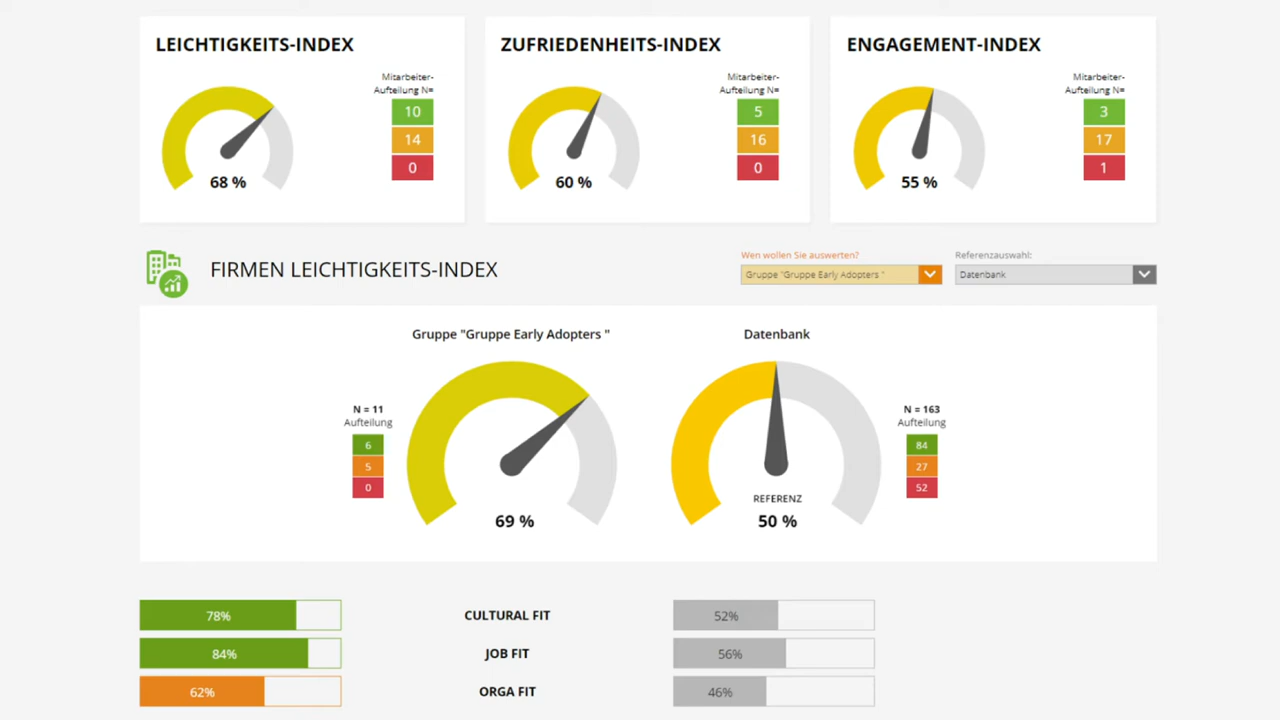 LEICHTIGKEITS-INDEX
Mitarbeiter-
Aufteilung N=
10
14
0
68 %
ZUFRIEDENHEITS-INDEX
Mitarbeiter-
Aufteilung N=
5
16
0
60 %
ENGAGEMENT-INDEX
Mitarbeiter-
Aufteilung N=
3
17
1
55 %
FIRMEN LEICHTIGKEITS-INDEX
Wen wollen Sie auswerten?
Gruppe "Gruppe Early Adopters "
Referenzauswahl:
Datenbank
Gruppe "Gruppe Early Adopters "
N = 11
Aufteilung
6
5
0
69 %
Datenbank
REFERENZ
50 %
N = 163
Aufteilung
84
27
52
78% CULTURAL FIT 52%
84% JOB FIT 56%
62% ORGA FIT 46%